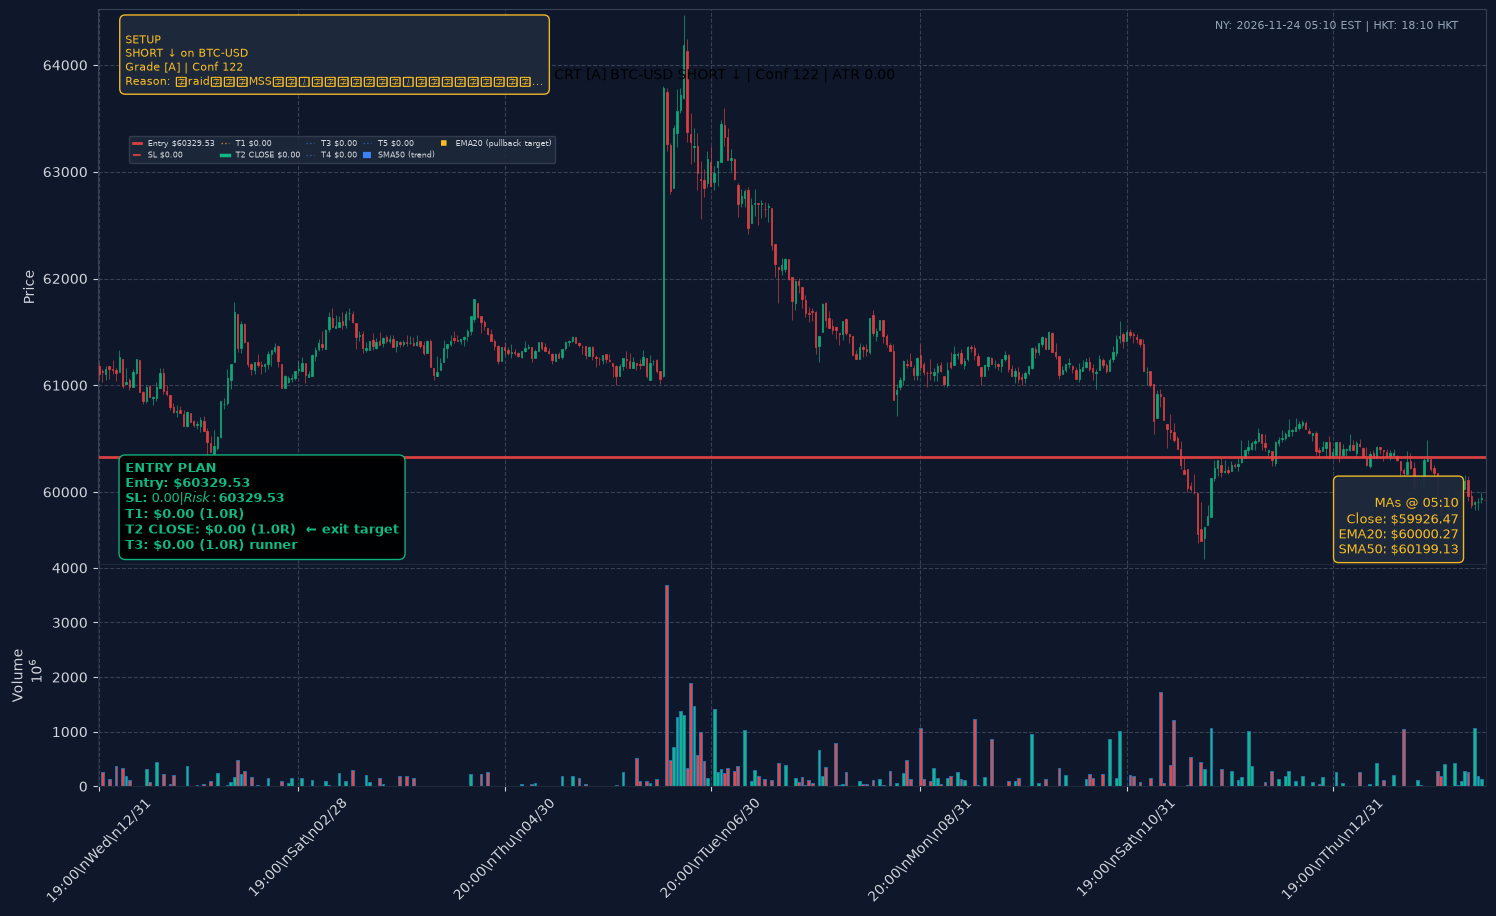 NY: 2026-11-24 05:10 EST | HKT: 18:10 HKT
SETUP
SHORT ↓ on BTC-USD
Grade [A] | Conf 122
Reason: raid MSS ...
CRT [A] BTC-USD SHORT ↓ | Conf 122 | ATR 0.00
Entry $60329.53
SL $0.00
T1 $0.00
T2 CLOSE $0.00
T3 $0.00
T4 $0.00
T5 $0.00
SMA50 (trend)
EMA20 (pullback target)
Price
64000
63000
62000
61000
60000
ENTRY PLAN
Entry: $60329.53
SL: 0.00|Risk:60329.53
T1: $0.00 (1.0R)
T2 CLOSE: $0.00 (1.0R) ← exit target
T3: $0.00 (1.0R) runner
MAs @ 05:10
Close: $59926.47
EMA20: $60000.27
SMA50: $60199.13
Volume
10⁶
4000
3000
2000
1000
0
19:00\nWed\n12/31
19:00\nSat\n02/28
20:00\nThu\n04/30
20:00\nTue\n06/30
20:00\nMon\n08/31
19:00\nSat\n10/31
19:00\nThu\n12/31